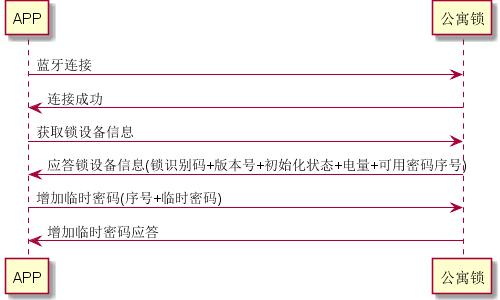 APP
公寓锁
蓝牙连接
连接成功
获取锁设备信息
应答锁设备信息(锁识别码+版本号+初始化状态+电量+可用密码序号)
增加临时密码(序号+临时密码)
增加临时密码应答
APP
公寓锁